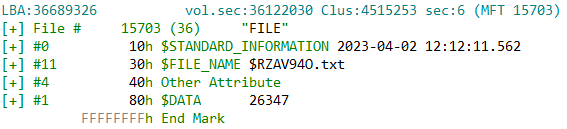 LBA:36689326 vol.sec:36122030 Clus:4515253 sec:6 (MFT 15703)
[+] File # 15703 (36) "FILE"
[+] #0 10h $STANDARD_INFORMATION 2023-04-02 12:12:11.562
[+] #11 30h $FILE_NAME $RZAV94O.txt
[+] #4 40h Other Attribute
[+] #1 80h $DATA 26347
FFFFFFFFh End Mark